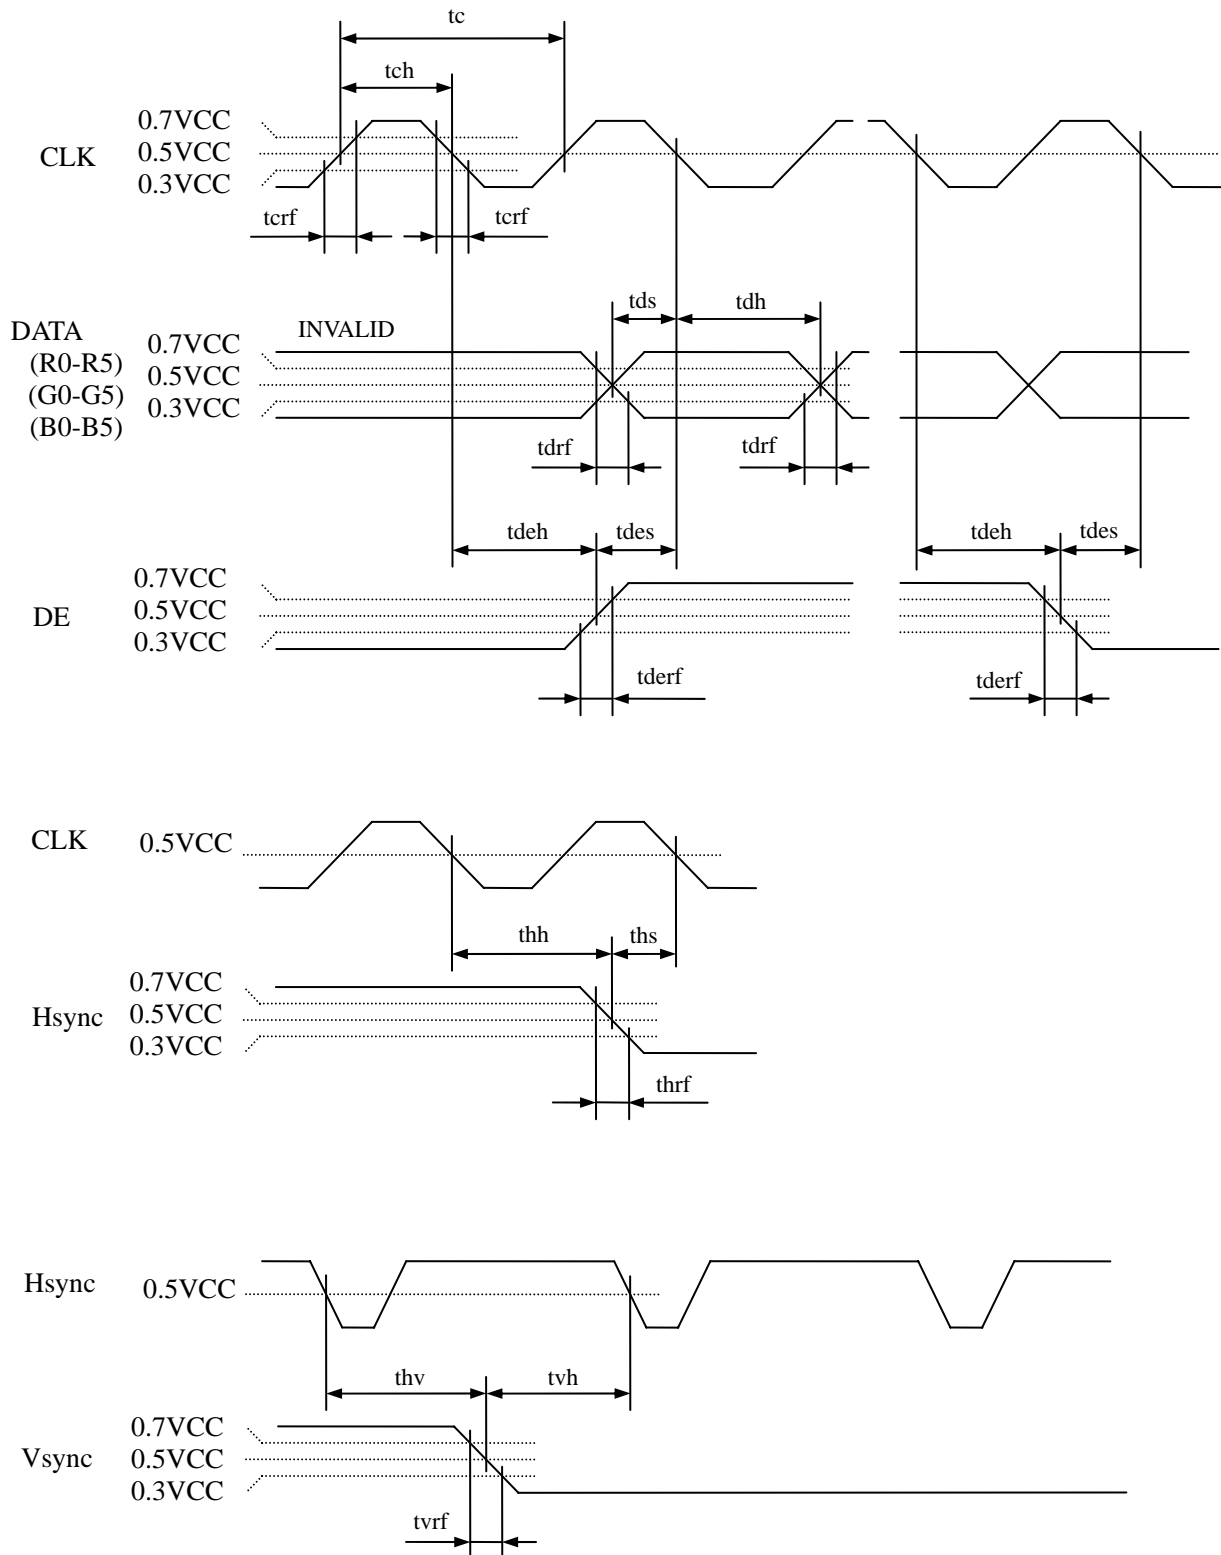 tc
tch
0.7VCC
CLK
0.5VCC
0.3VCC
tcrf
tcrf
tds
tdh
DATA
INVALID
0.7VCC
(R0-R5)
0.5VCC
(G0-G5)
0.3VCC
(B0-B5)
tdrf
tdrf
tdeh
tdes
tdeh
tdes
0.7VCC
DE
0.5VCC
0.3VCC
tderf
tderf
CLK
0.5VCC
thh
ths
0.7VCC
Hsync
0.5VCC
0.3VCC
thrf
Hsync
0.5VCC
thv
tvh
0.7VCC
Vsync
0.5VCC
0.3VCC
tvrf